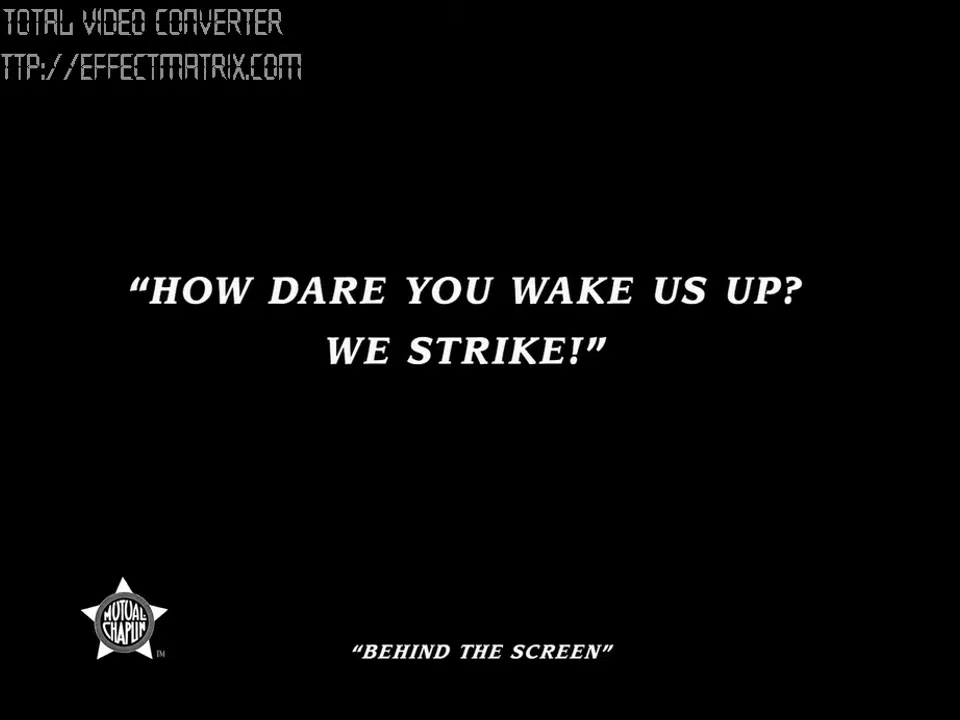 TOTAL VIDEO CONVERTER
TTP://EFFECTMATRIX.COM
“HOW DARE YOU WAKE US UP?
WE STRIKE!”
MUTUAL-
CHAPLIN
TM
“BEHIND THE SCREEN”